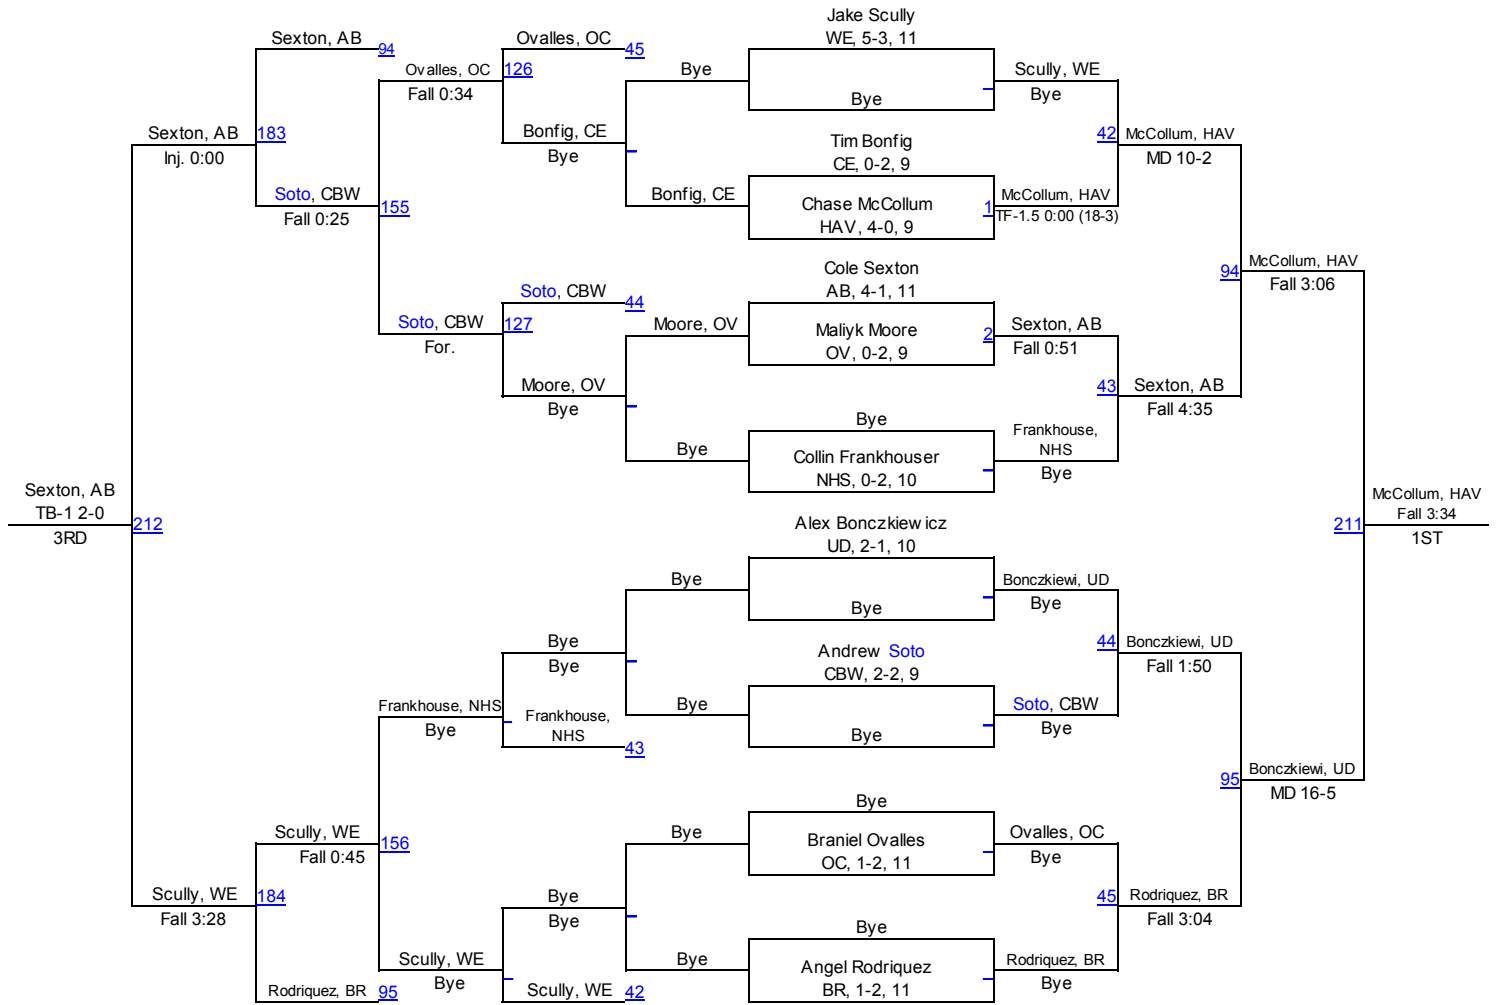 Jake Scully
WE, 5-3, 11
Sexton, AB
94
Ovalles, OC
45
Ovalles, OC
126
Bye
Scully, WE
Fall 0:34
Bye
Bye
Sexton, AB
183
Bonfig, CE
Tim Bonfig
42
McCollum, HAV
Inj. 0:00
Bye
CE, 0-2, 9
MD 10-2
Soto, CBW
155
Bonfig, CE
Chase McCollum
1
McCollum, HAV
Fall 0:25
HAV, 4-0, 9
TF-1.5 0:00 (18-3)
Cole Sexton
94
McCollum, HAV
Soto, CBW
44
AB, 4-1, 11
Fall 3:06
Soto, CBW
127
Moore, OV
Maliyk Moore
2
Sexton, AB
For.
OV, 0-2, 9
Fall 0:51
Moore, OV
43
Sexton, AB
Bye
Bye
Fall 4:35
Bye
Collin Frankhouser
Frankhouse,
NHS
NHS, 0-2, 10
Bye
Sexton, AB
TB-1 2-0
212
3RD
Alex Bonczkiewicz
UD, 2-1, 10
211
McCollum, HAV
Fall 3:34
1ST
Bye
Bonczkiewi, UD
Bye
Bye
Bye
Bye
Andrew Soto
CBW, 2-2, 9
44
Bonczkiewi, UD
Fall 1:50
Frankhouse, NHS
Bye
Frankhouse,
NHS
43
Bye
Bye
Soto, CBW
Bye
95
Bonczkiewi, UD
MD 16-5
Bye
Scully, WE
156
Bye
Braniel Ovalles
Ovalles, OC
Fall 0:45
OC, 1-2, 11
Bye
Scully, WE
184
Bye
45
Rodriquez, BR
Fall 3:28
Bye
Bye
Fall 3:04
Scully, WE
Bye
Angel Rodriquez
Rodriquez, BR
Bye
BR, 1-2, 11
Bye
Rodriquez, BR
95
Scully, WE
42